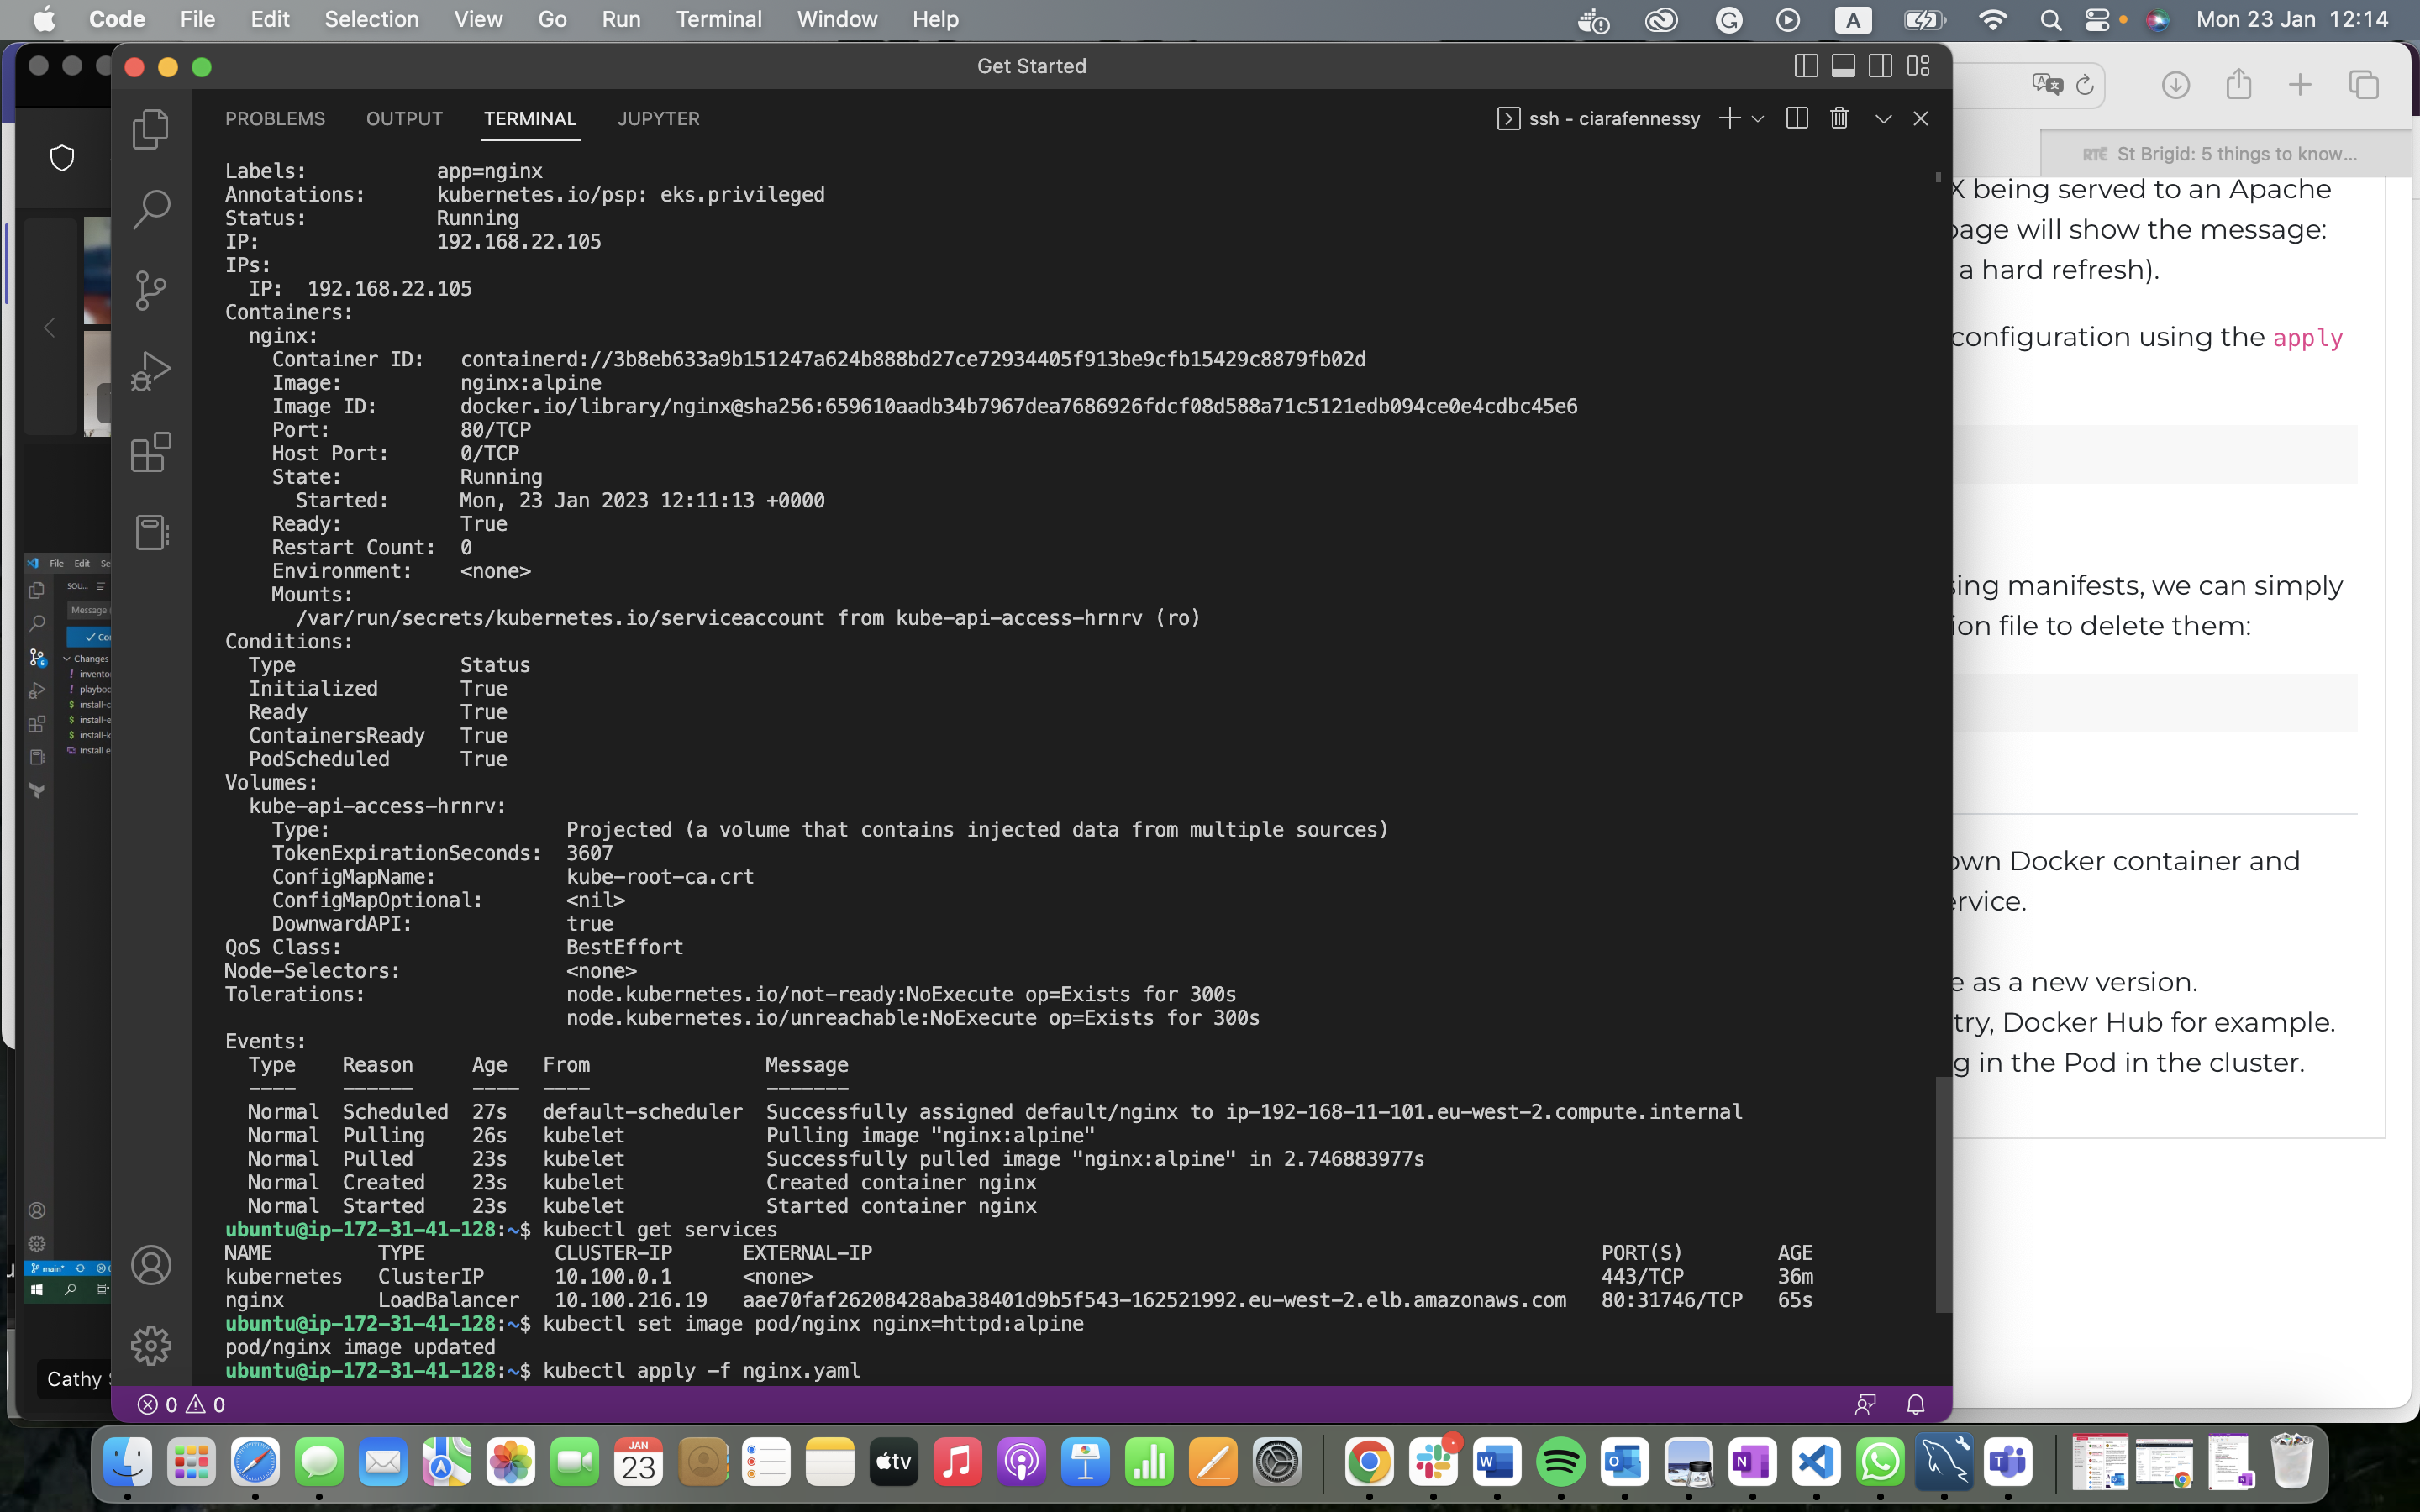 Code File Edit Selection View Go Run Terminal Window Help A Mon 23 Jan 12:14
Get Started
PROBLEMS OUTPUT TERMINAL JUPYTER ssh - ciarafennessy
RTÉ St Brigid: 5 things to know...
Labels: app=nginx
Annotations: kubernetes.io/psp: eks.privileged
Status: Running
IP: 192.168.22.105
IPs:
IP: 192.168.22.105
Containers:
nginx:
Container ID: containerd://3b8eb633a9b151247a624b888bd27ce72934405f913be9cfb15429c8879fb02d
Image: nginx:alpine
Image ID: docker.io/library/nginx@sha256:659610aadb34b7967dea7686926fdcf08d588a71c5121edb094ce0e4cdbc45e6
Port: 80/TCP
Host Port: 0/TCP
State: Running
Started: Mon, 23 Jan 2023 12:11:13 +0000
Ready: True
Restart Count: 0
Environment: <none>
Mounts:
/var/run/secrets/kubernetes.io/serviceaccount from kube-api-access-hrnrv (ro)
Conditions:
Type Status
Initialized True
Ready True
ContainersReady True
PodScheduled True
Volumes:
kube-api-access-hrnrv:
Type: Projected (a volume that contains injected data from multiple sources)
TokenExpirationSeconds: 3607
ConfigMapName: kube-root-ca.crt
ConfigMapOptional: <nil>
DownwardAPI: true
QoS Class: BestEffort
Node-Selectors: <none>
Tolerations: node.kubernetes.io/not-ready:NoExecute op=Exists for 300s
node.kubernetes.io/unreachable:NoExecute op=Exists for 300s
Events:
Type Reason Age From Message
---- ------ ---- ---- -------
Normal Scheduled 27s default-scheduler Successfully assigned default/nginx to ip-192-168-11-101.eu-west-2.compute.internal
Normal Pulling 26s kubelet Pulling image "nginx:alpine"
Normal Pulled 23s kubelet Successfully pulled image "nginx:alpine" in 2.746883977s
Normal Created 23s kubelet Created container nginx
Normal Started 23s kubelet Started container nginx
ubuntu@ip-172-31-41-128:~$ kubectl get services
NAME TYPE CLUSTER-IP EXTERNAL-IP PORT(S) AGE
kubernetes ClusterIP 10.100.0.1 <none> 443/TCP 36m
nginx LoadBalancer 10.100.216.19 aae70faf26208428aba38401d9b5f543-162521992.eu-west-2.elb.amazonaws.com 80:31746/TCP 65s
ubuntu@ip-172-31-41-128:~$ kubectl set image pod/nginx nginx=httpd:alpine
pod/nginx image updated
ubuntu@ip-172-31-41-128:~$ kubectl apply -f nginx.yaml
0 0
X being served to an Apache
page will show the message:
a hard refresh).
configuration using the apply
sing manifests, we can simply
ion file to delete them:
own Docker container and
ervice.
e as a new version.
try, Docker Hub for example.
g in the Pod in the cluster.
File Edit Se
SOU...
Message
Co
Changes
invento
playboo
install-c
install-e
install-k
Install e
main*
Cathy S
JAN
23
tv